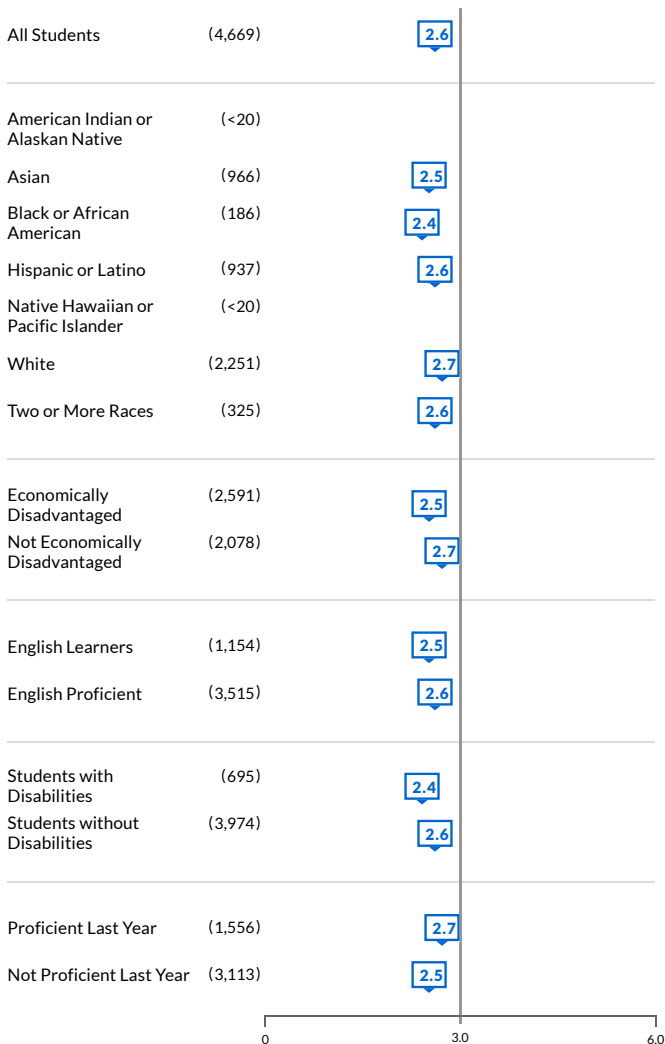 All Students (4,669) 2.6
American Indian or (<20)
Alaskan Native
Asian (966) 2.5
Black or African (186)
American 2.4
Hispanic or Latino (937) 2.6
Native Hawaiian or (<20)
Pacific Islander
White (2,251) 2.7
Two or More Races (325) 2.6
Economically (2,591) 2.5
Disadvantaged
Not Economically (2,078) 2.7
Disadvantaged
English Learners (1,154) 2.5
English Proficient (3,515) 2.6
Students with (695) 2.4
Disabilities
Students without (3,974) 2.6
Disabilities
Proficient Last Year (1,556) 2.7
Not Proficient Last Year (3,113) 2.5
0 3.0 6.0